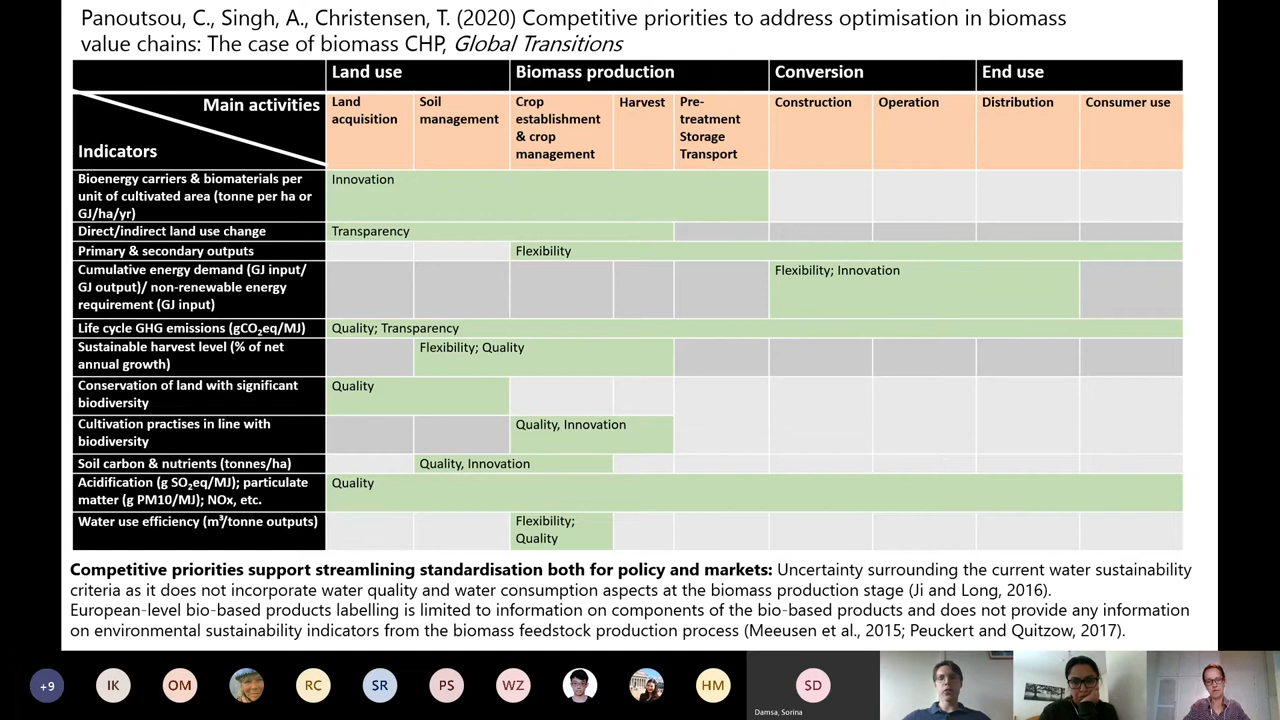 Panoutsou, C., Singh, A., Christensen, T. (2020) Competitive priorities to address optimisation in biomass
value chains: The case of biomass CHP, Global Transitions
Land use
Biomass production
Conversion
End use
Main activities
Indicators
Land
acquisition
Soil
management
Crop
establishment
& crop
management
Harvest
Pre-
treatment
Storage
Transport
Construction
Operation
Distribution
Consumer use
Bioenergy carriers & biomaterials per
unit of cultivated area (tonne per ha or
GJ/ha/yr)
Innovation
Direct/indirect land use change
Transparency
Primary & secondary outputs
Flexibility
Cumulative energy demand (GJ input/
GJ output)/ non-renewable energy
requirement (GJ input)
Flexibility; Innovation
Life cycle GHG emissions (gCO₂eq/MJ)
Quality; Transparency
Sustainable harvest level (% of net
annual growth)
Flexibility; Quality
Conservation of land with significant
biodiversity
Quality
Cultivation practises in line with
biodiversity
Quality, Innovation
Soil carbon & nutrients (tonnes/ha)
Quality, Innovation
Acidification (g SO₂eq/MJ); particulate
matter (g PM10/MJ); NOx, etc.
Quality
Water use efficiency (m³/tonne outputs)
Flexibility;
Quality
Competitive priorities support streamlining standardisation both for policy and markets: Uncertainty surrounding the current water sustainability
criteria as it does not incorporate water quality and water consumption aspects at the biomass production stage (Ji and Long, 2016).
European-level bio-based products labelling is limited to information on components of the bio-based products and does not provide any information
on environmental sustainability indicators from the biomass feedstock production process (Meeusen et al., 2015; Peuckert and Quitzow, 2017).
+9
IK
OM
RC
SR
PS
WZ
HM
SD
Damsa, Sorina